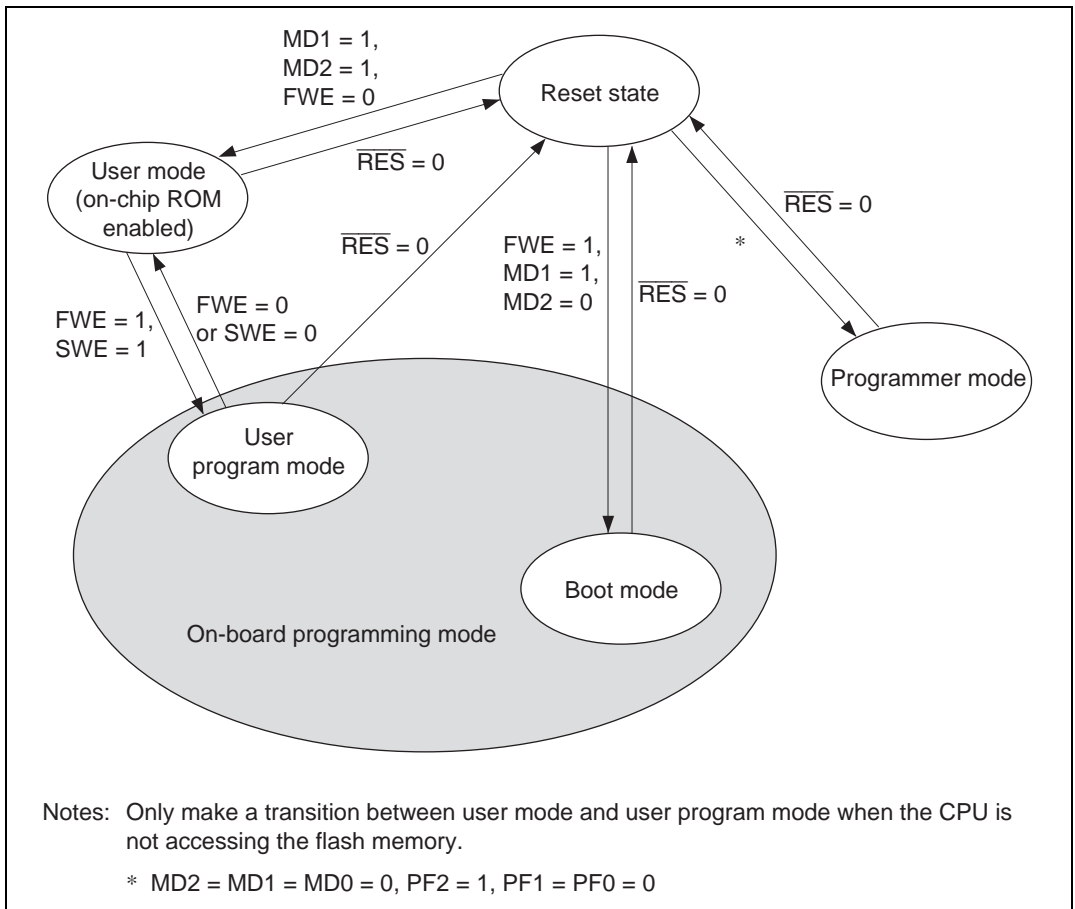 MD1 = 1,
MD2 = 1,
FWE = 0
Reset state
RES = 0
User mode
(on-chip ROM
enabled)
RES = 0
RES = 0
*
FWE = 1,
MD1 = 1,
MD2 = 0
RES = 0
FWE = 0
or SWE = 0
FWE = 1,
SWE = 1
Programmer mode
User
program mode
Boot mode
On-board programming mode
Notes: Only make a transition between user mode and user program mode when the CPU is
not accessing the flash memory.
* MD2 = MD1 = MD0 = 0, PF2 = 1, PF1 = PF0 = 0